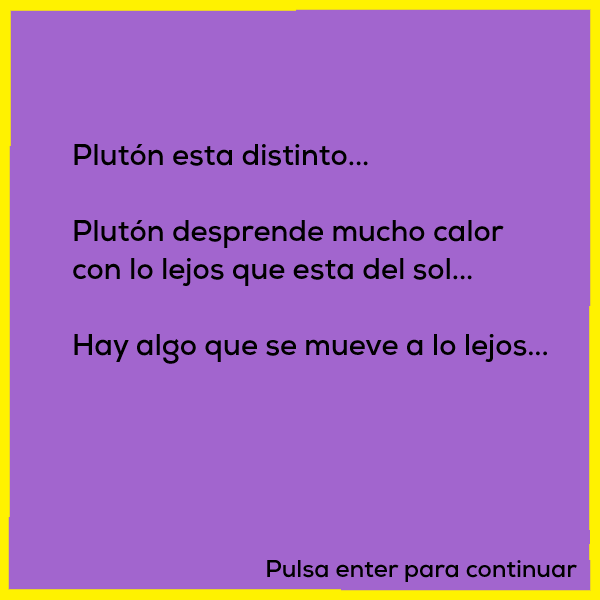 Plutón esta distinto...
Plutón desprende mucho calor
con lo lejos que esta del sol...
Hay algo que se mueve a lo lejos...
Pulsa enter para continuar